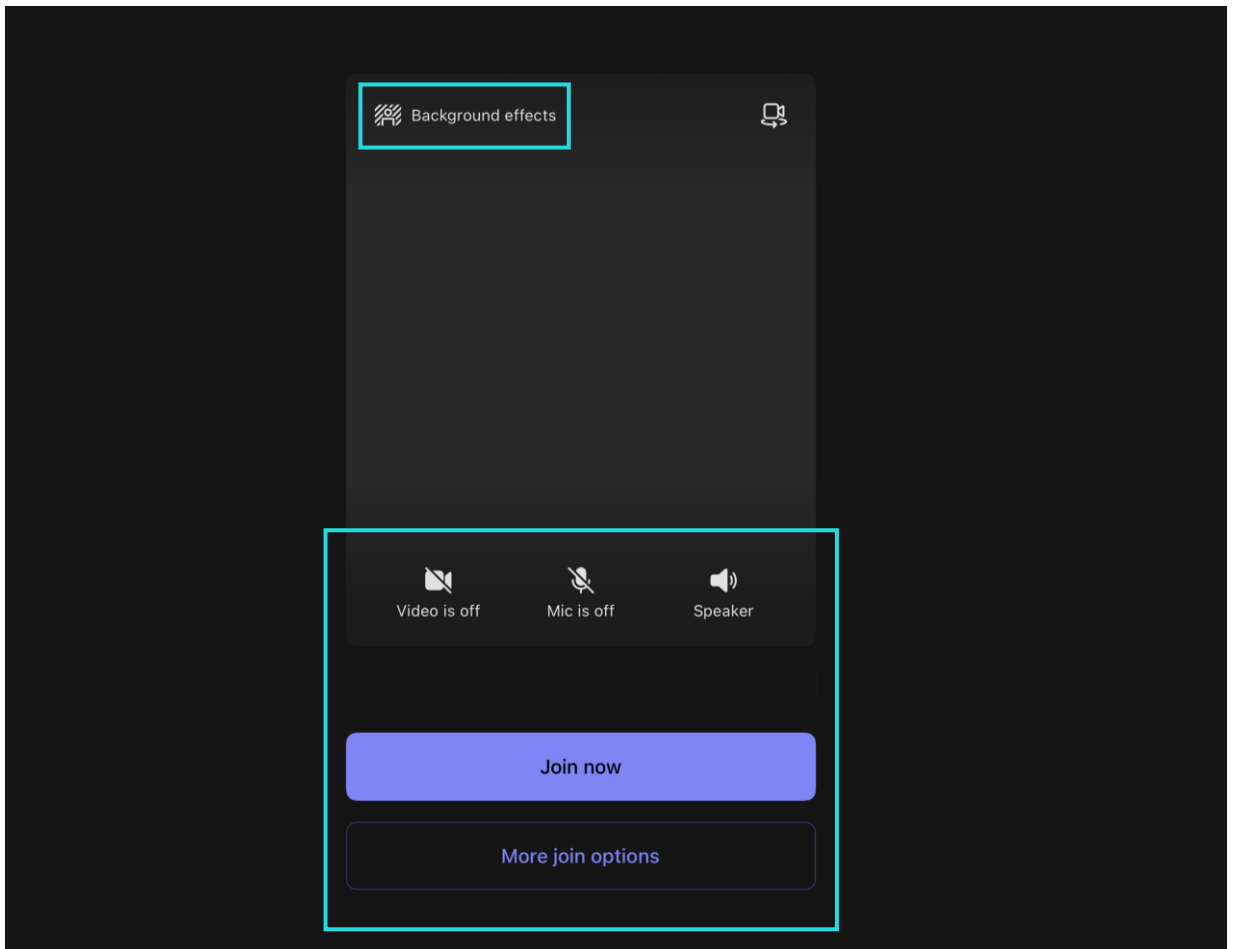 Background effects
Video is off
Mic is off
Speaker
Join now
More join options